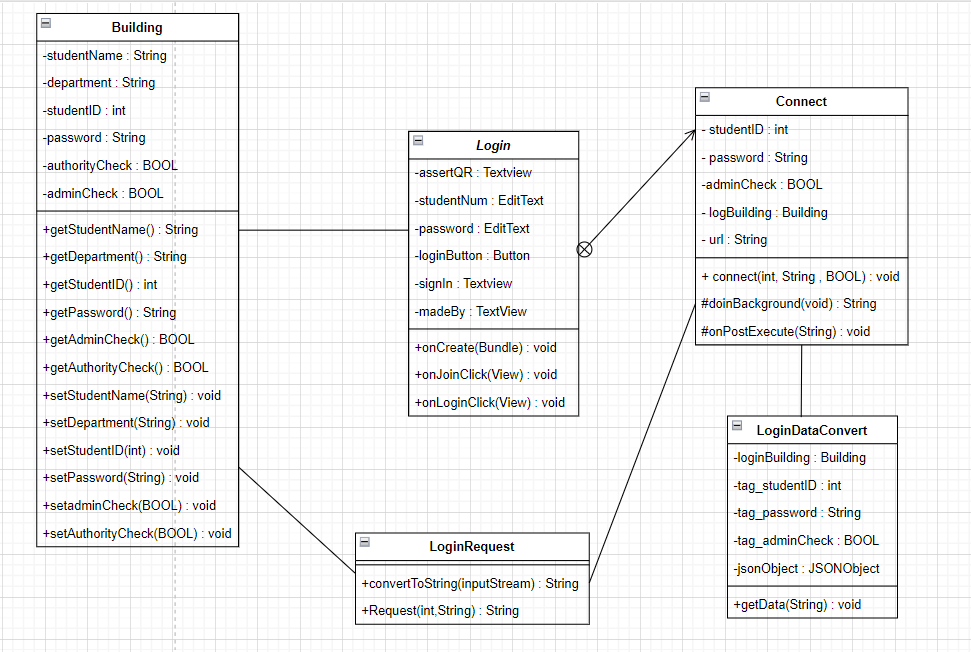 Building
-studentName : String
-department : String
-studentID : int
-password : String
-authorityCheck : BOOL
-adminCheck : BOOL
+getStudentName() : String
+getDepartment() : String
+getStudentID() : int
+getPassword() : String
+getAdminCheck() : BOOL
+getAuthorityCheck() : BOOL
+setStudentName(String) : void
+setDepartment(String) : void
+setStudentID(int) : void
+setPassword(String) : void
+setadminCheck(BOOL) : void
+setAuthorityCheck(BOOL) : void
Login
-assertQR : Textview
-studentNum : EditText
-password : EditText
-loginButton : Button
-signIn : Textview
-madeBy : TextView
+onCreate(Bundle) : void
+onJoinClick(View) : void
+onLoginClick(View) : void
Connect
- studentID : int
- password : String
-adminCheck : BOOL
- logBuilding : Building
- url : String
+ connect(int, String , BOOL) : void
#doinBackground(void) : String
#onPostExecute(String) : void
LoginDataConvert
-loginBuilding : Building
-tag_studentID : int
-tag_password : String
-tag_adminCheck : BOOL
-jsonObject : JSONObject
+getData(String) : void
LoginRequest
+convertToString(inputStream) : String
+Request(int,String) : String